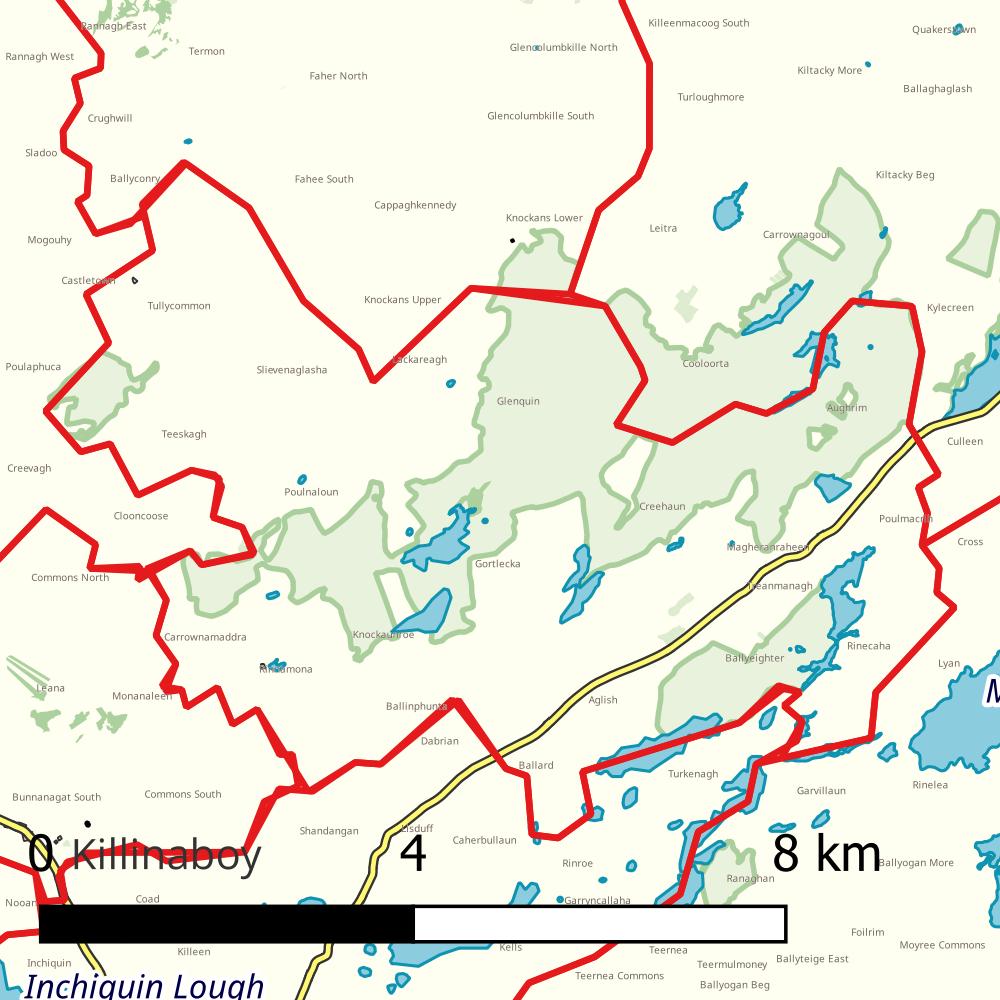 Killeenmacoog South
Rannagh East
Quakerstown
Glencolumbkille North
Termon
Rannagh West
Kiltacky More
Faher North
Ballaghaglash
Turloughmore
Glencolumbkille South
Crughwill
Sladoo
Kiltacky Beg
Ballyconry
Fahee South
Cappaghkennedy
Knockans Lower
Leitra
Carrownagoul
Mogouhy
Castletown
Knockans Upper
Tullycommon
Kylecreen
Lackareagh
Cooloorta
Poulaphuca
Slievenaglasha
Glenquin
Aughrim
Teeskagh
Culleen
Creevagh
Poulnaloun
Creehaun
Clooncoose
Poulmacrih
Cross
Magheranraheen
Gortlecka
Commons North
Treanmanagh
Knockaunroe
Carrownamaddra
Rinecaha
Ballyeighter
Lyan
Rinnamona
Leana
Monanaleen
M
Aglish
Ballinphunta
Dabrian
Ballard
Turkenagh
Rinelea
Garvillaun
Bunnanagat South
Commons South
Shandangan
Lisduff
Caherbullaun
0 Killinaboy 4 8 km
Rinroe
Ballyogan More
Ranaghan
Coad
Nooan
Garryncallaha
Foilrim
Moyree Commons
Killeen
Kells
Teernea
Ballyteige East
Inchiquin
Teermulmoney
Teernea Commons
Ballyogan Beg
Inchiquin Lough